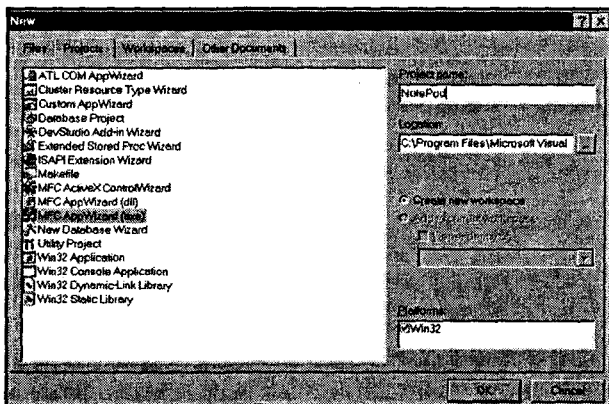 New
Files Projects Workspaces Other Documents
ATL COM AppWizard
Cluster Resource Type Wizard
Custom AppWizard
Database Project
DevStudio Add-in Wizard
Extended Stored Proc Wizard
ISAPI Extension Wizard
Makefile
MFC ActiveX ControlWizard
MFC AppWizard (dll)
MFC AppWizard (exe)
New Database Wizard
Utility Project
Win32 Application
Win32 Console Application
Win32 Dynamic-Link Library
Win32 Static Library
Project name:
NotePad
Location:
C:\Program Files\Microsoft Visual
...
Create new workspace
Platforms:
Win32
OK Cancel